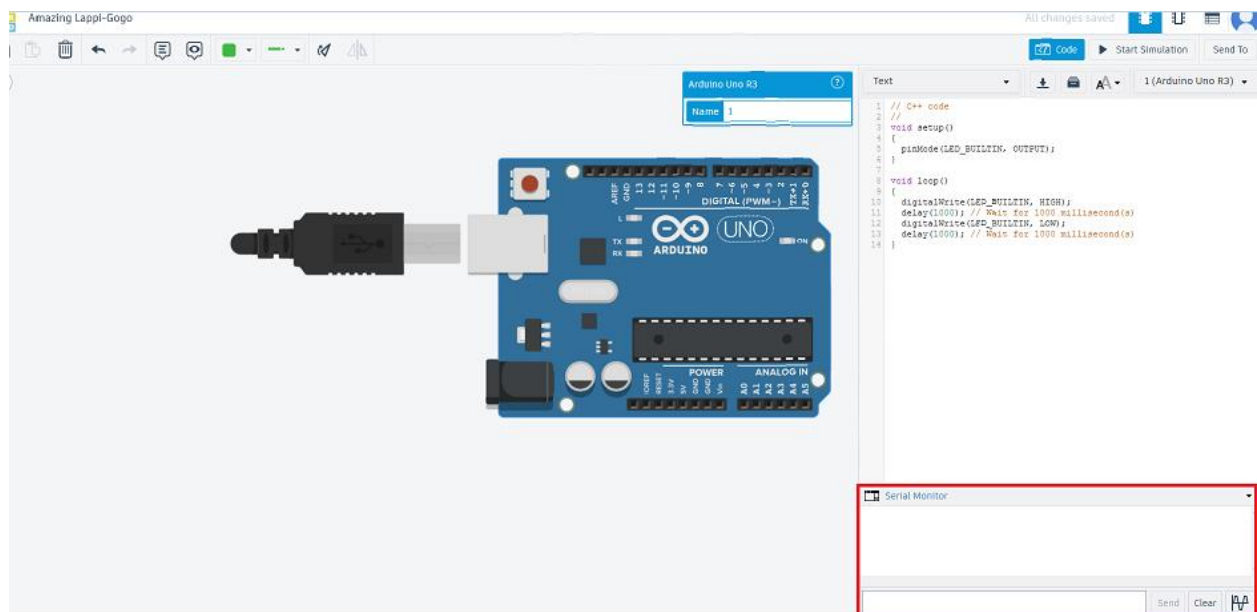 Amazing Lappi-Gogo
All changes saved
Code
Start Simulation
Send To
Arduino Uno R3
Name 1
Text
1 (Arduino Uno R3)
1 // C++ code
2 //
3 void setup()
4 {
5 pinMode(LED_BUILTIN, OUTPUT);
6 }
7
8 void loop()
9 {
10 digitalWrite(LED_BUILTIN, HIGH);
11 delay(1000); // Wait for 1000 millisecond(s)
12 digitalWrite(LED_BUILTIN, LOW);
13 delay(1000); // Wait for 1000 millisecond(s)
14 }
AREF
GND
13
12
~11
~10
~9
8
7
~6
~5
4
~3
2
TX→1
RX←0
DIGITAL (PWM~)
L
TX
RX
UNO
ARDUINO
ON
POWER
ANALOG IN
IOREF
RESET
3.3V
5V
GND
GND
Vin
A0
A1
A2
A3
A4
A5
Serial Monitor
Send
Clear